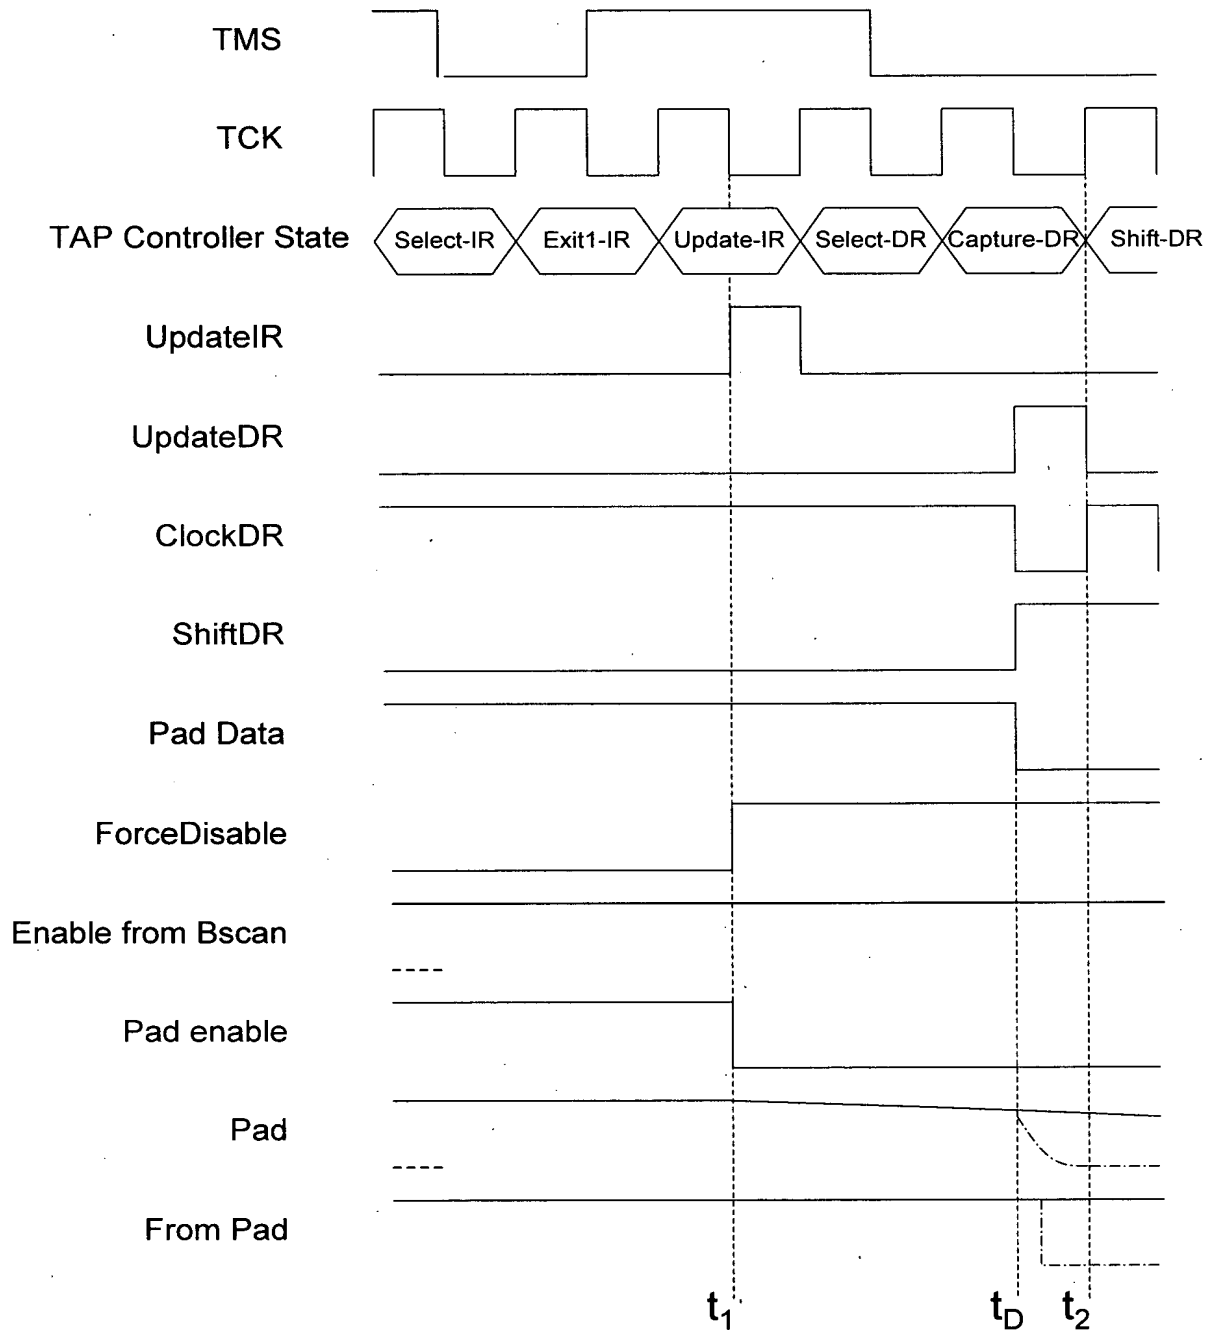 TMS
TCK
TAP Controller State
Select-IR Exit1-IR Update-IR Select-DR Capture-DR Shift-DR
UpdateIR
UpdateDR
ClockDR
ShiftDR
Pad Data
ForceDisable
Enable from Bscan
Pad enable
Pad
From Pad
t1 tD t2